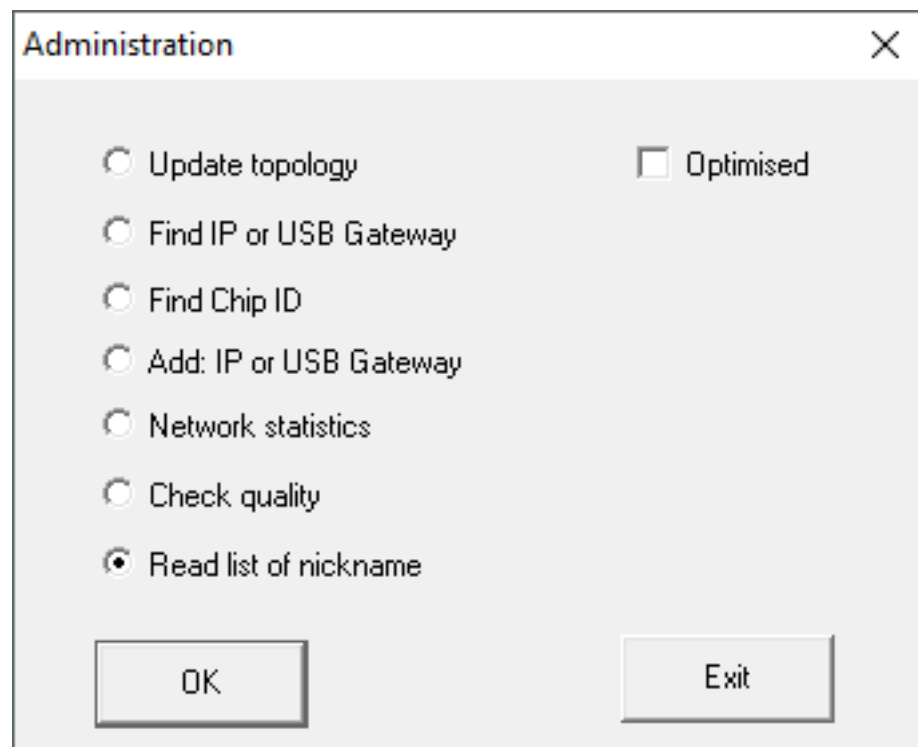 Administration
Update topology
Optimised
Find IP or USB Gateway
Find Chip ID
Add: IP or USB Gateway
Network statistics
Check quality
Read list of nickname
OK
Exit